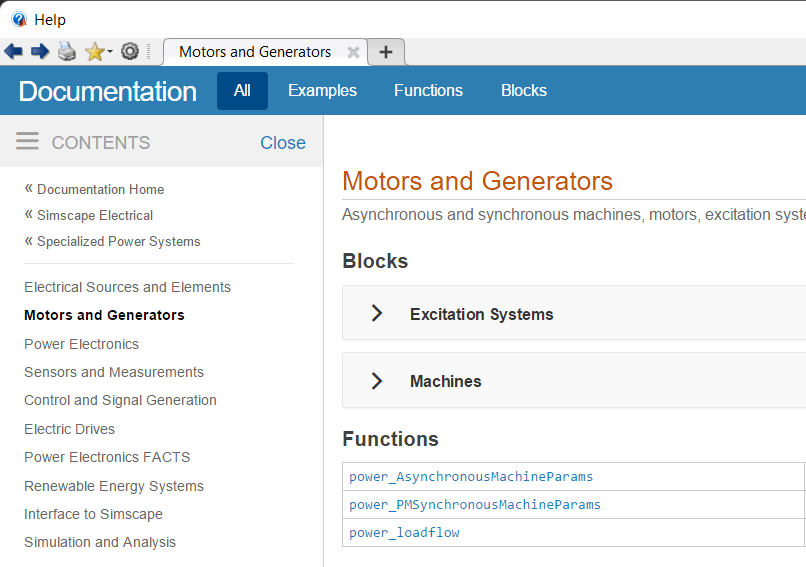 Help
Motors and Generators
Documentation All Examples Functions Blocks
CONTENTS Close
« Documentation Home
« Simscape Electrical
« Specialized Power Systems
Electrical Sources and Elements
Motors and Generators
Power Electronics
Sensors and Measurements
Control and Signal Generation
Electric Drives
Power Electronics FACTS
Renewable Energy Systems
Interface to Simscape
Simulation and Analysis
Motors and Generators
Asynchronous and synchronous machines, motors, excitation
Blocks
Excitation Systems
Machines
Functions
power_AsynchronousMachineParams
power_PMSynchronousMachineParams
power_loadflow